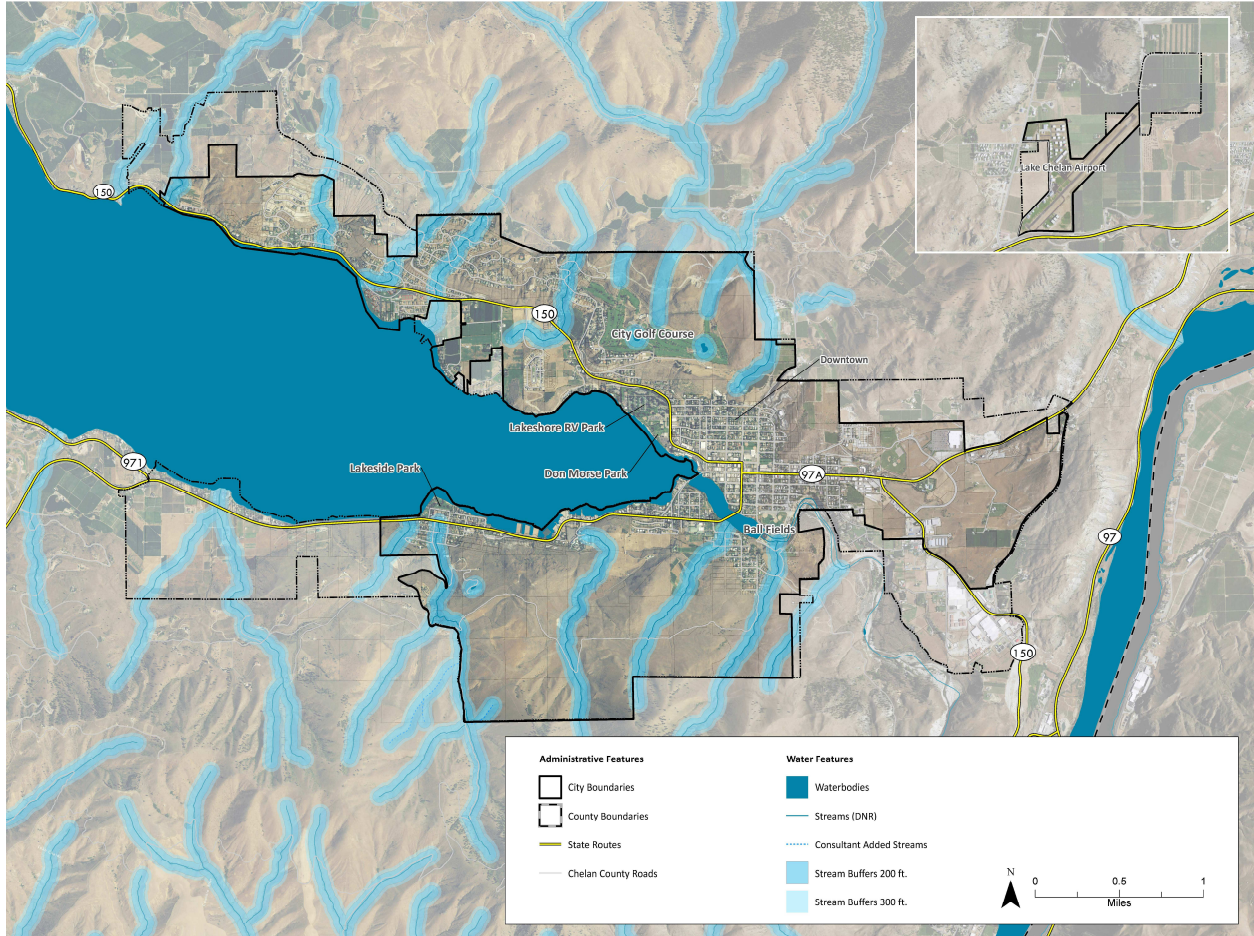 Lake Chelan Airport
150
150
City Golf Course
Downtown
Lakeshore RV Park
971
Lakeside Park
Don Morse Park
97A
Ball Fields
97
150
Administrative Features
City Boundaries
County Boundaries
State Routes
Chelan County Roads
Water Features
Waterbodies
Streams (DNR)
Consultant Added Streams
Stream Buffers 200 ft.
Stream Buffers 300 ft.
N
0 0.5 1
Miles